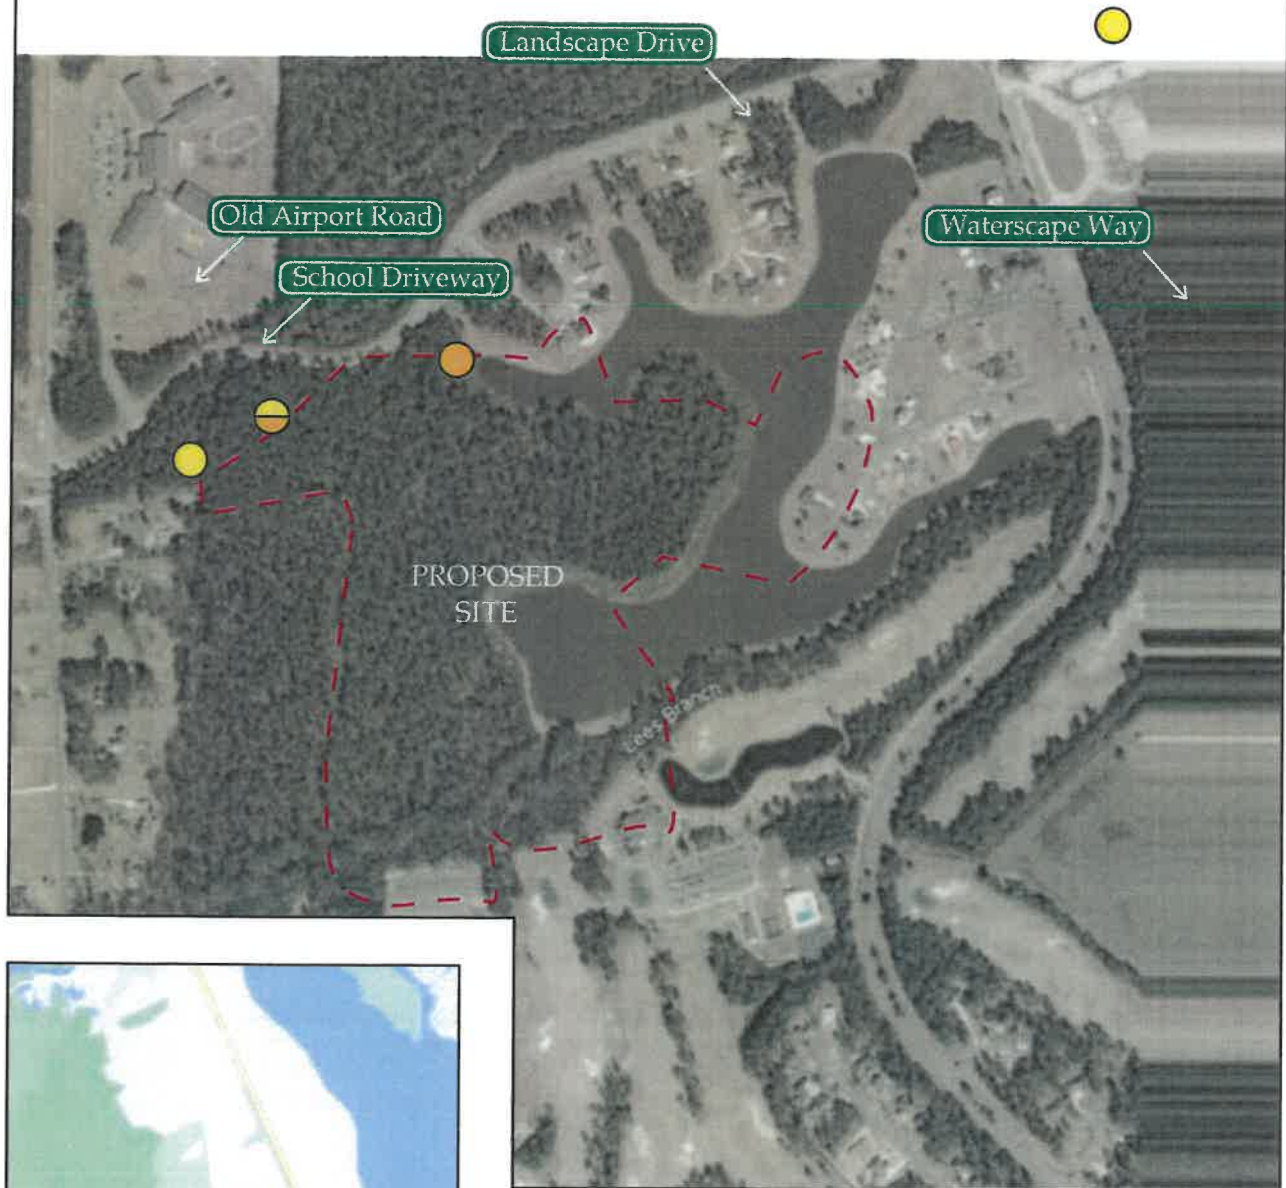 Landscape Drive
Old Airport Road
Waterscape Way
School Driveway
PROPOSED
SITE
Lees Branch